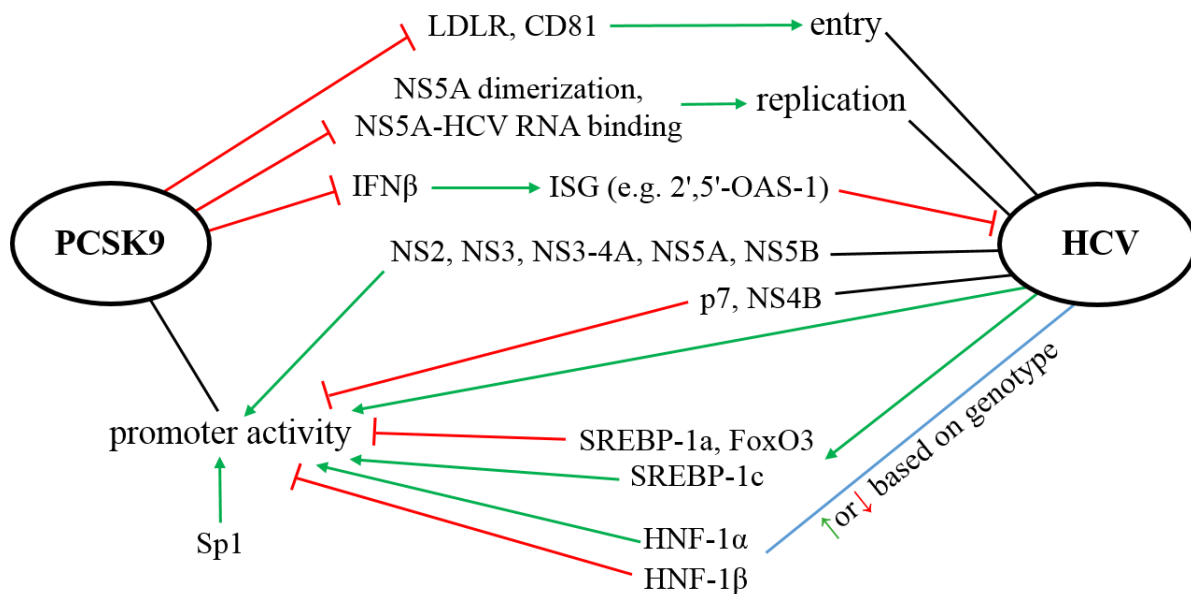 LDLR, CD81
entry
NS5A dimerization,
NS5A-HCV RNA binding
replication
IFNβ
ISG (e.g. 2',5'-OAS-1)
PCSK9
HCV
NS2, NS3, NS3-4A, NS5A, NS5B
p7, NS4B
promoter activity
SREBP-1a, FoxO3
SREBP-1c
↑or↓ based on genotype
Sp1
HNF-1α
HNF-1β